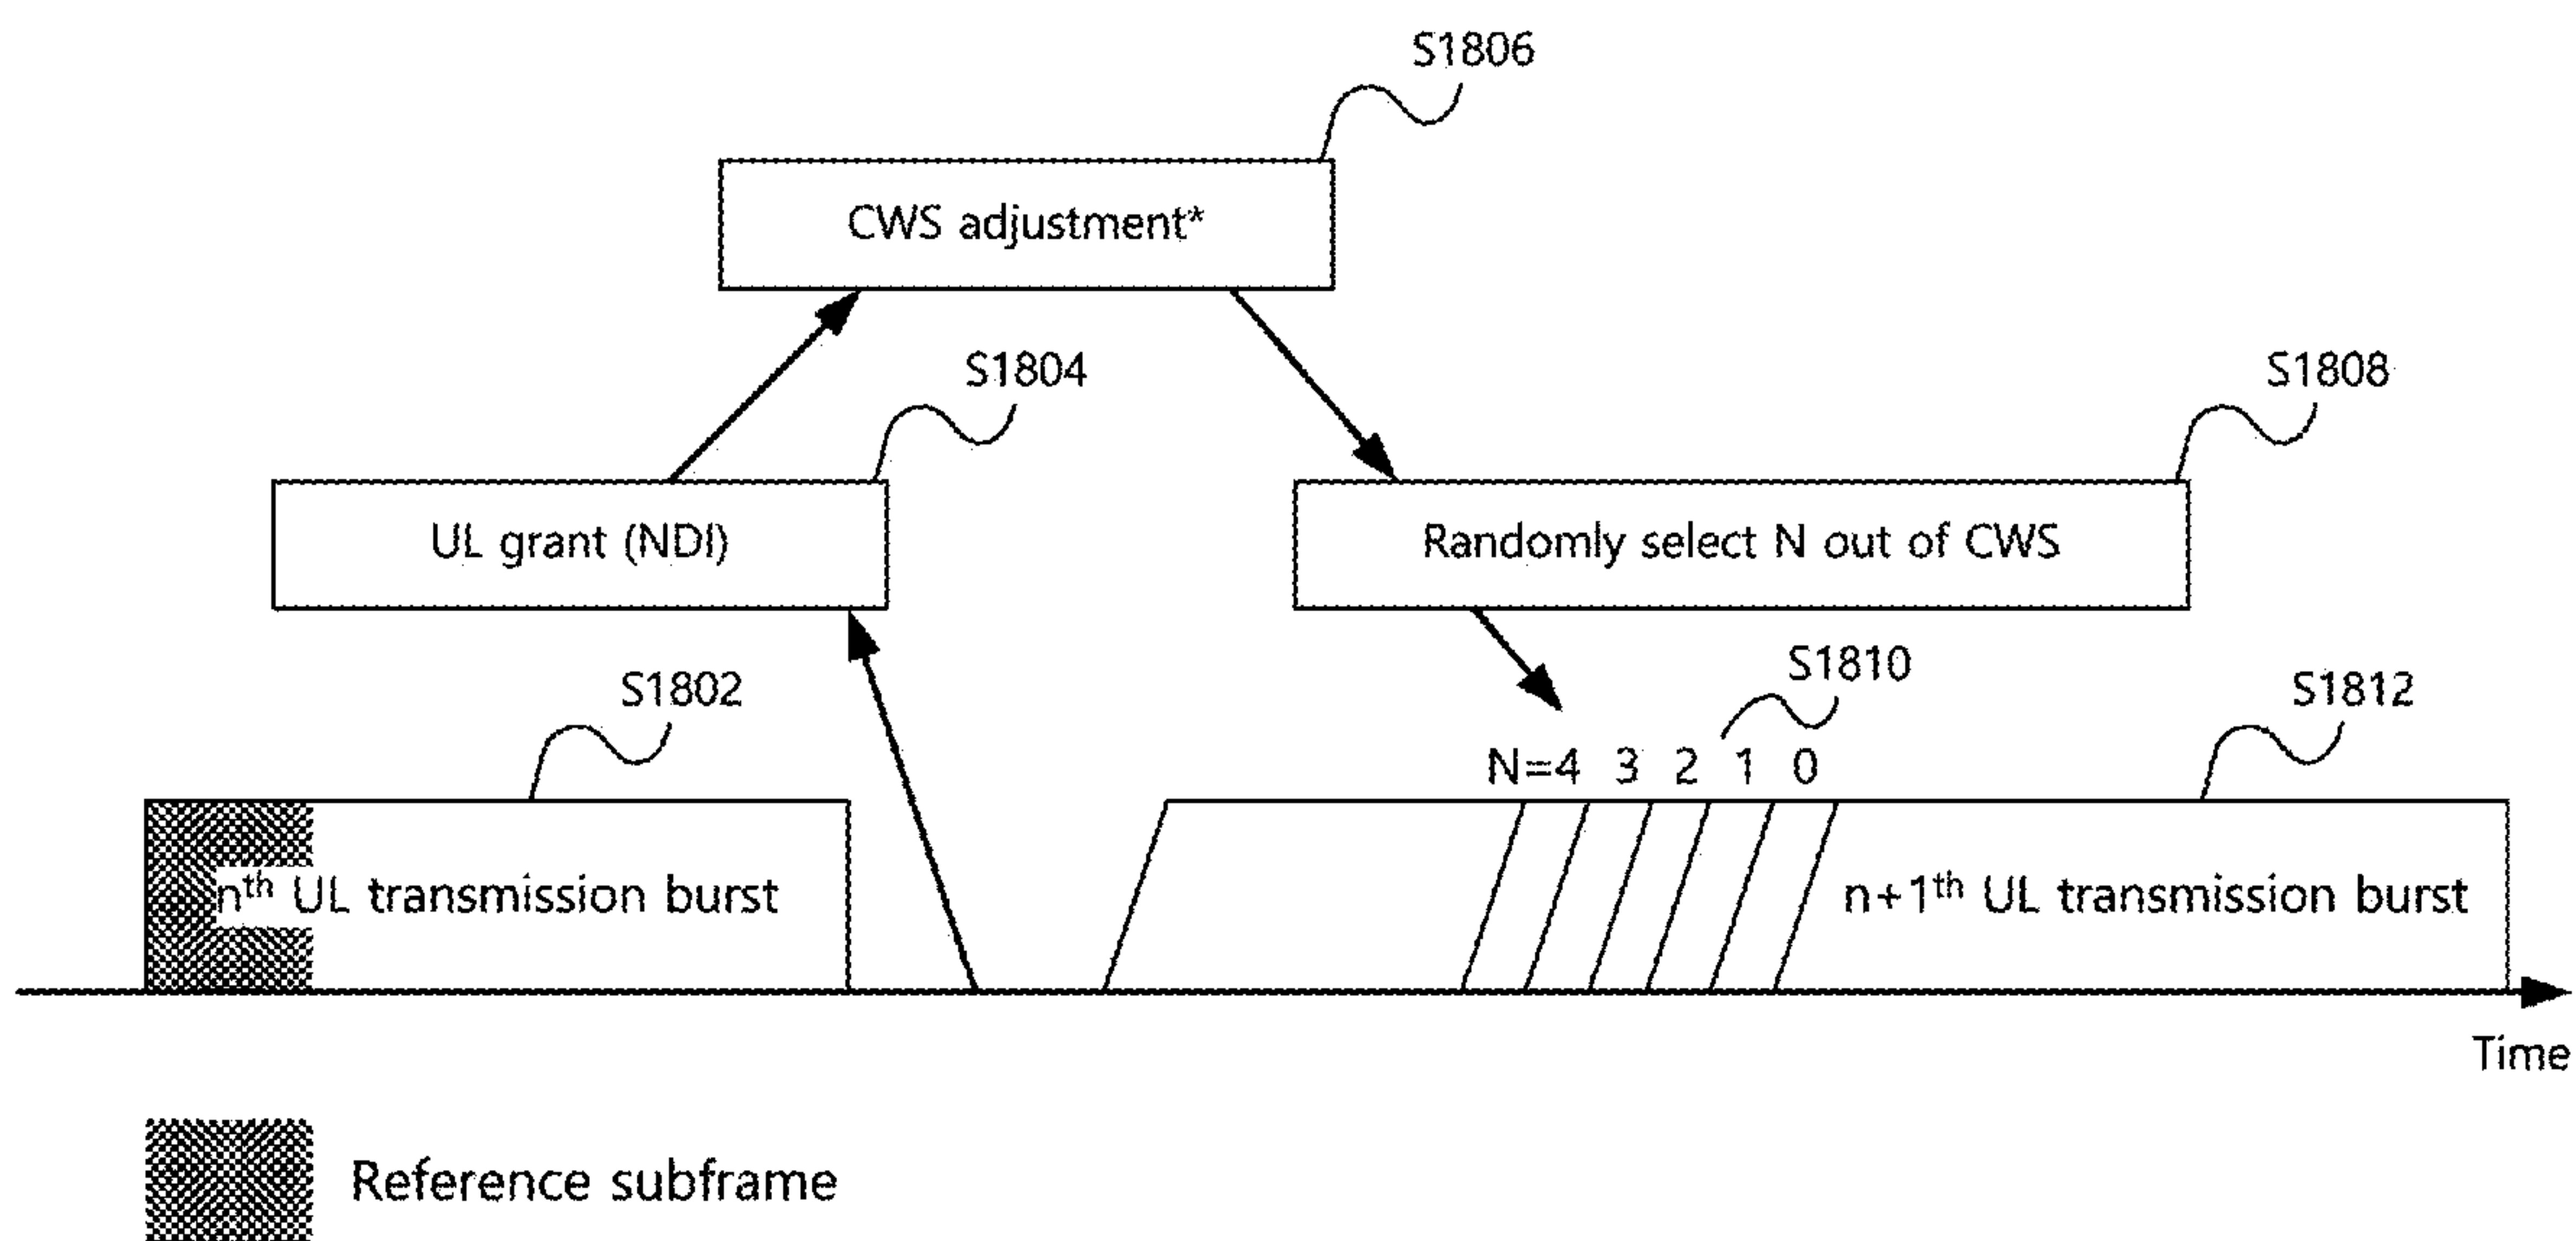 S1806
CWS adjustment*
S1804
S1808
UL grant (NDI)
Randomly select N out of CWS
S1802
S1810
S1812
N=4 3 2 1 0
nth UL transmission burst
n+1th UL transmission burst
Time
Reference subframe